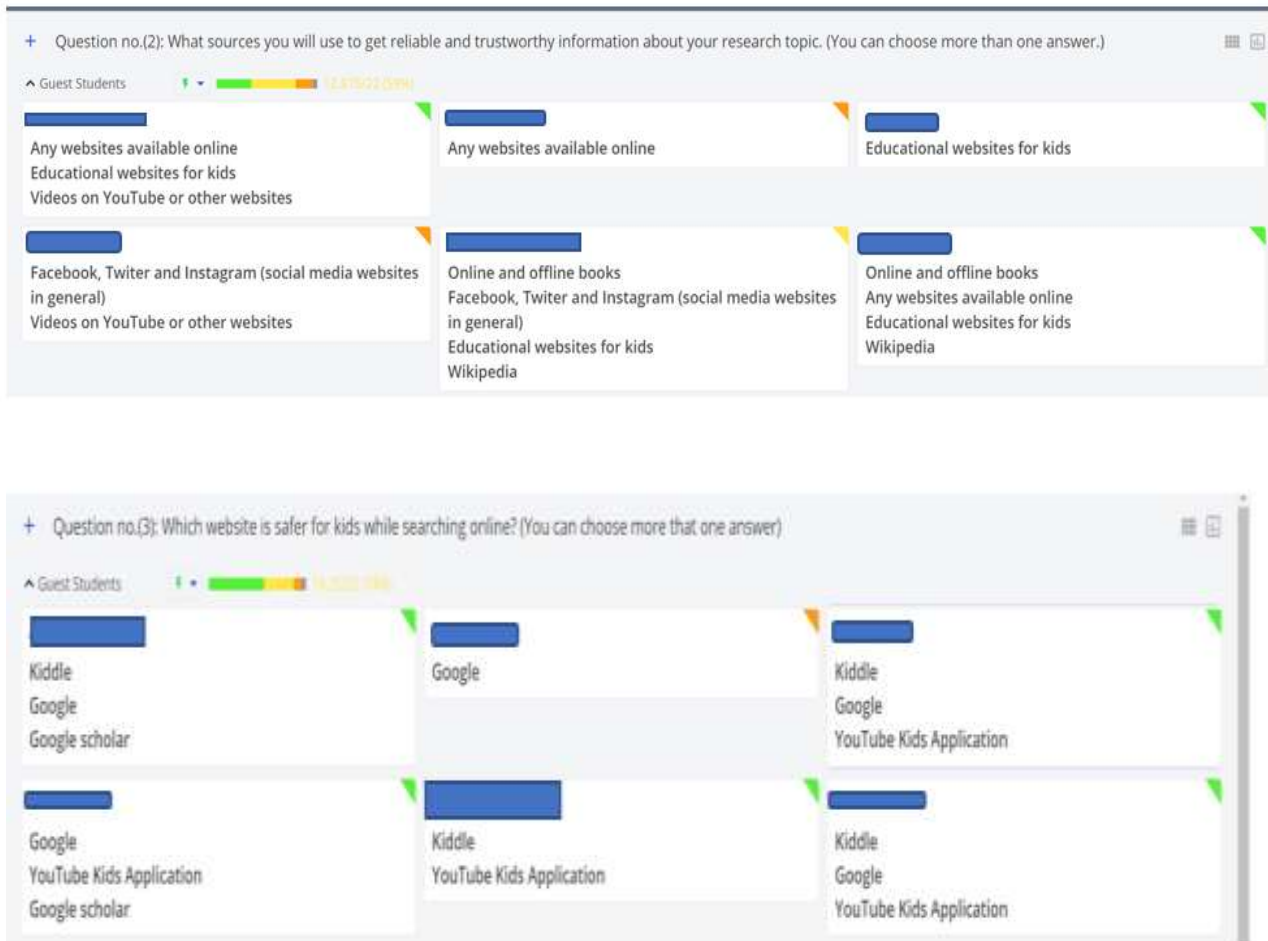 + Question no.(2): What sources you will use to get reliable and trustworthy information about your research topic. (You can choose more than one answer.)
Guest Students
Any websites available online
Educational websites for kids
Videos on YouTube or other websites
Any websites available online
Educational websites for kids
Facebook, Twiter and Instagram (social media websites
in general)
Videos on YouTube or other websites
Online and offline books
Facebook, Twiter and Instagram (social media websites
in general)
Educational websites for kids
Wikipedia
Online and offline books
Any websites available online
Educational websites for kids
Wikipedia
+ Question no.(3): Which website is safer for kids while searching online? (You can choose more that one answer)
Guest Students
Kiddle
Google
Google scholar
Google
Kiddle
Google
YouTube Kids Application
Google
YouTube Kids Application
Google scholar
Kiddle
YouTube Kids Application
Kiddle
Google
YouTube Kids Application